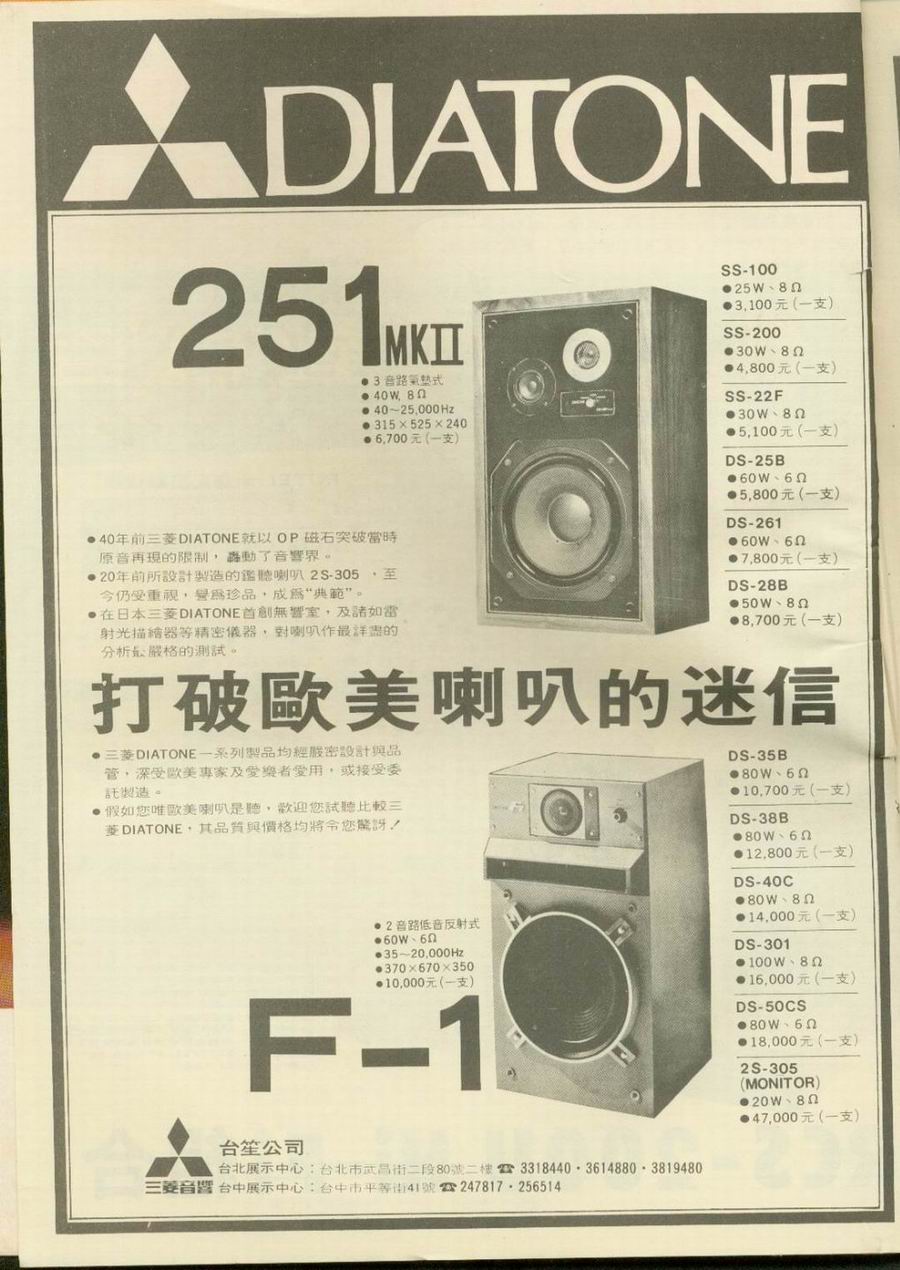 DIATONE
251 MKII
● 3 音路氣墊式
● 40W, 8Ω
● 40~25,000Hz
● 315×525×240
● 6,700元(一支)
SS-100
●25W、8Ω
●3,100元(一支)
SS-200
●30W、8Ω
●4,800元(一支)
SS-22F
●30W、8Ω
●5,100元(一支)
DS-25B
●60W、6Ω
●5,800元(一支)
DS-261
●60W、6Ω
●7,800元(一支)
DS-28B
●50W、8Ω
●8,700元(一支)
●40年前三菱DIATONE就以 OP 磁石突破當時
原音再現的限制，轟動了音響界。
●20年前所設計製造的鑑聽喇叭 2S-305 ，至
今仍受重視，譽為珍品，成為“典範”。
●在日本三菱DIATONE首創無響室，及諸如雷
射光描繪器等精密儀器，對喇叭作最詳盡的
分析最嚴格的測試。
打破歐美喇叭的迷信
●三菱DIATONE一系列製品均經嚴密設計與品
管，深受歐美專家及愛樂者愛用，或接受委
託製造。
●假如您唯歐美喇叭是聽，歡迎您試聽比較三
菱DIATONE，其品質與價格均將令您驚訝！
● 2 音路低音反射式
●60W、6Ω
●35~20,000Hz
●370×670×350
●10,000元(一支)
F-1
DS-35B
●80W、6Ω
●10,700元(一支)
DS-38B
●80W、6Ω
●12,800元(一支)
DS-40C
●80W、8Ω
●14,000元(一支)
DS-301
●100W、8Ω
●16,000元(一支)
DS-50CS
●80W、6Ω
●18,000元(一支)
2S-305
(MONITOR)
●20W、8Ω
●47,000元(一支)
三菱音響
台笙公司
台北展示中心：台北市武昌街二段80號二樓 ☎ 3318440・3614880・3819480
台中展示中心：台中市平等街41號 ☎ 247817・256514